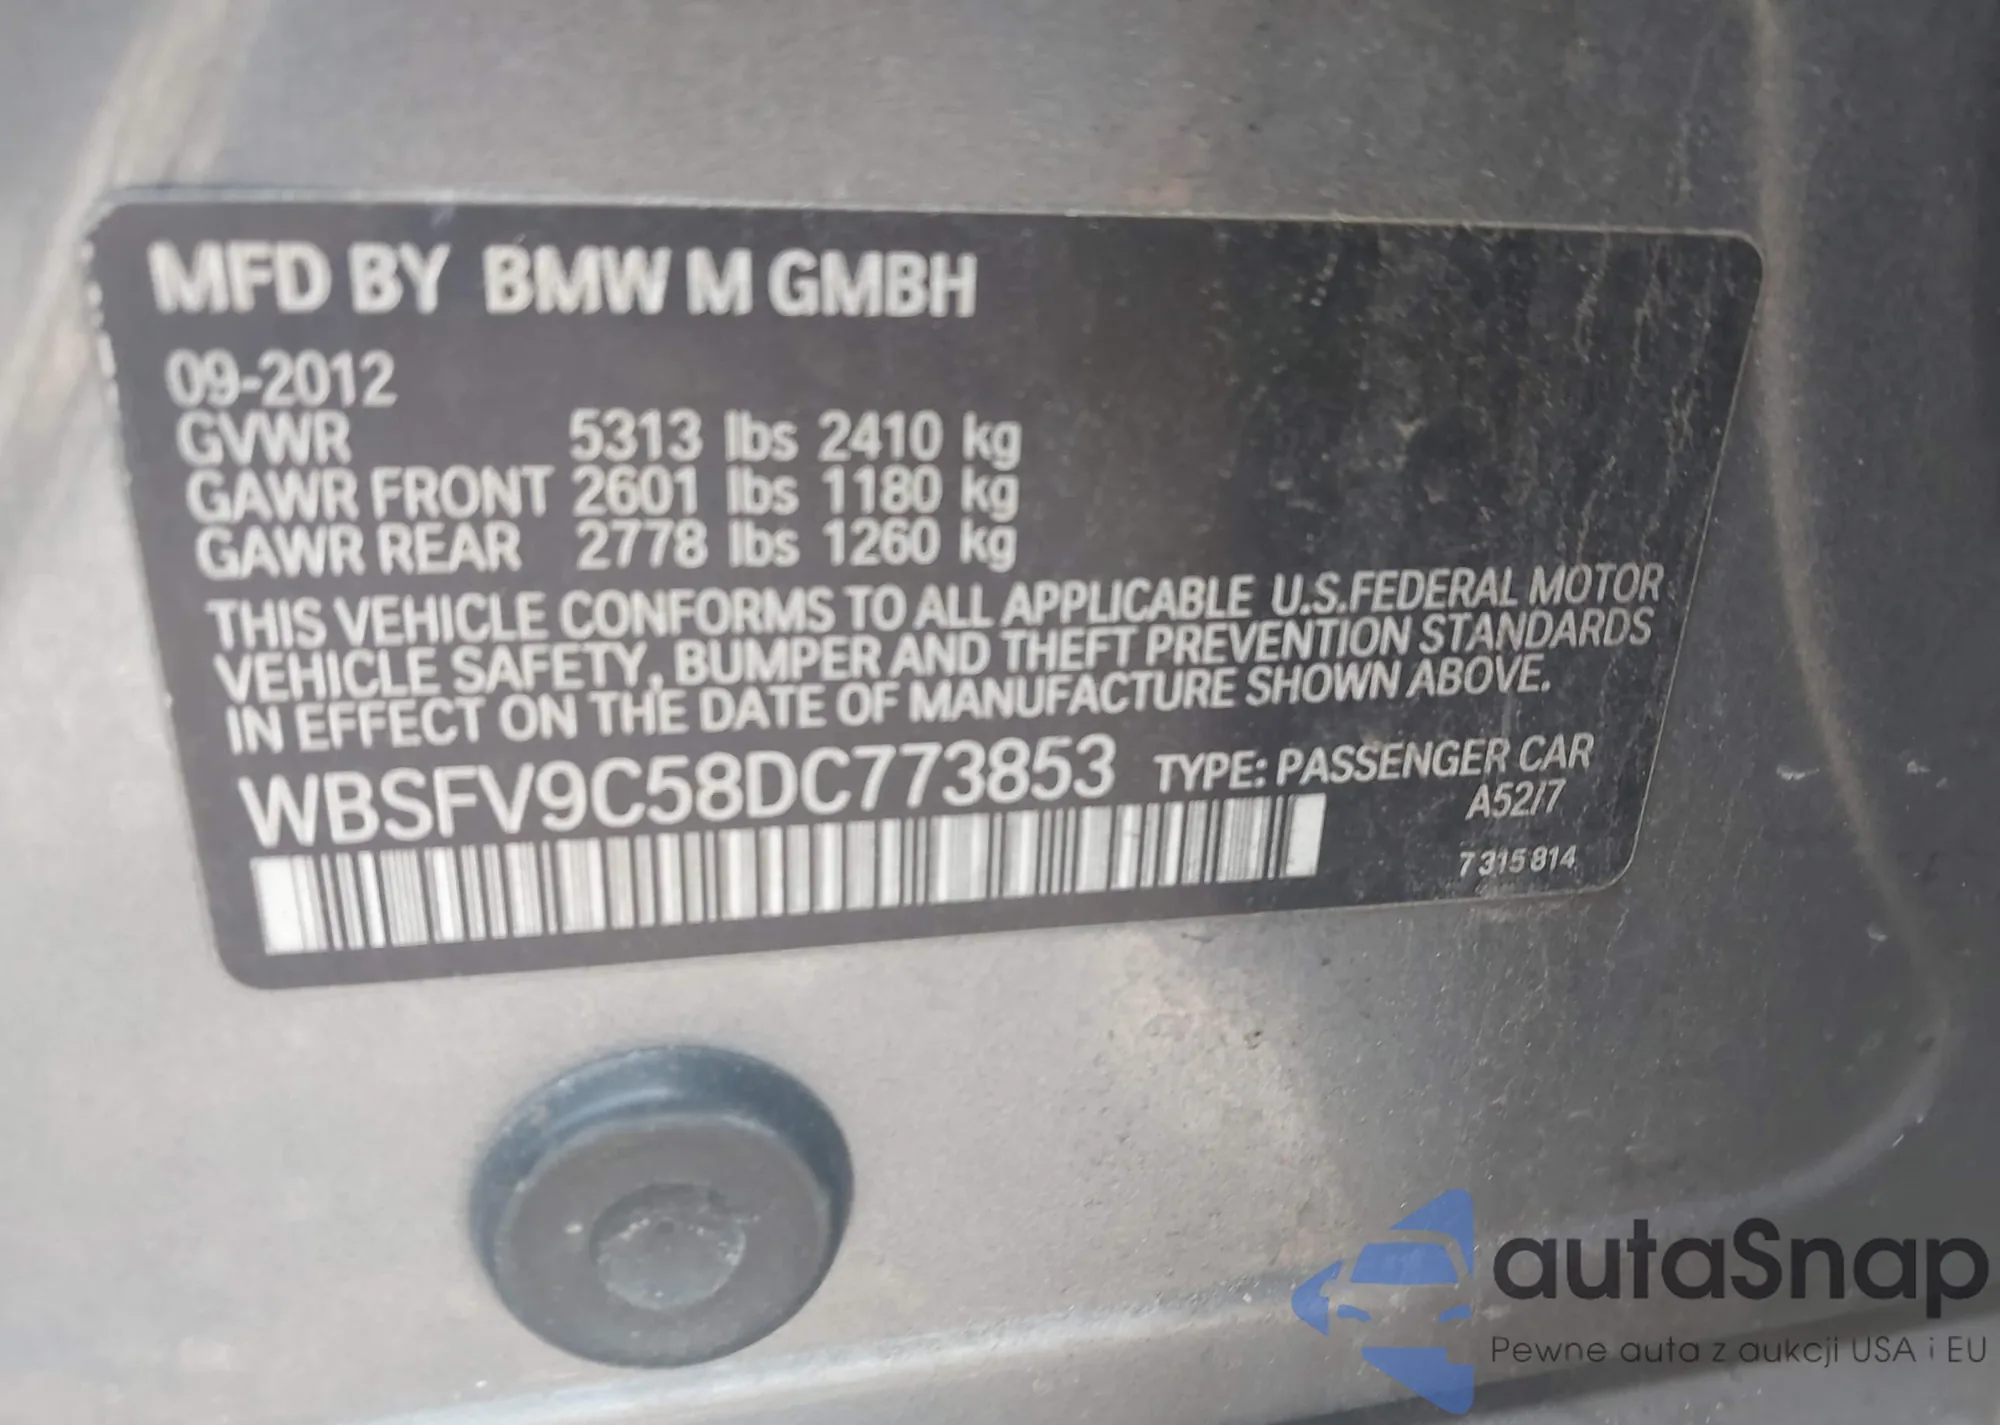 MFD BY BMW M GMBH
09-2012
GVWR 5313 lbs 2410 kg
GAWR FRONT 2601 lbs 1180 kg
GAWR REAR 2778 lbs 1260 kg
THIS VEHICLE CONFORMS TO ALL APPLICABLE U.S.FEDERAL MOTOR
VEHICLE SAFETY, BUMPER AND THEFT PREVENTION STANDARDS
IN EFFECT ON THE DATE OF MANUFACTURE SHOWN ABOVE.
WBSFV9C58DC773853 TYPE: PASSENGER CAR
A52/7
7 315 814
autaSnap
Pewne auta z aukcji USA i EU